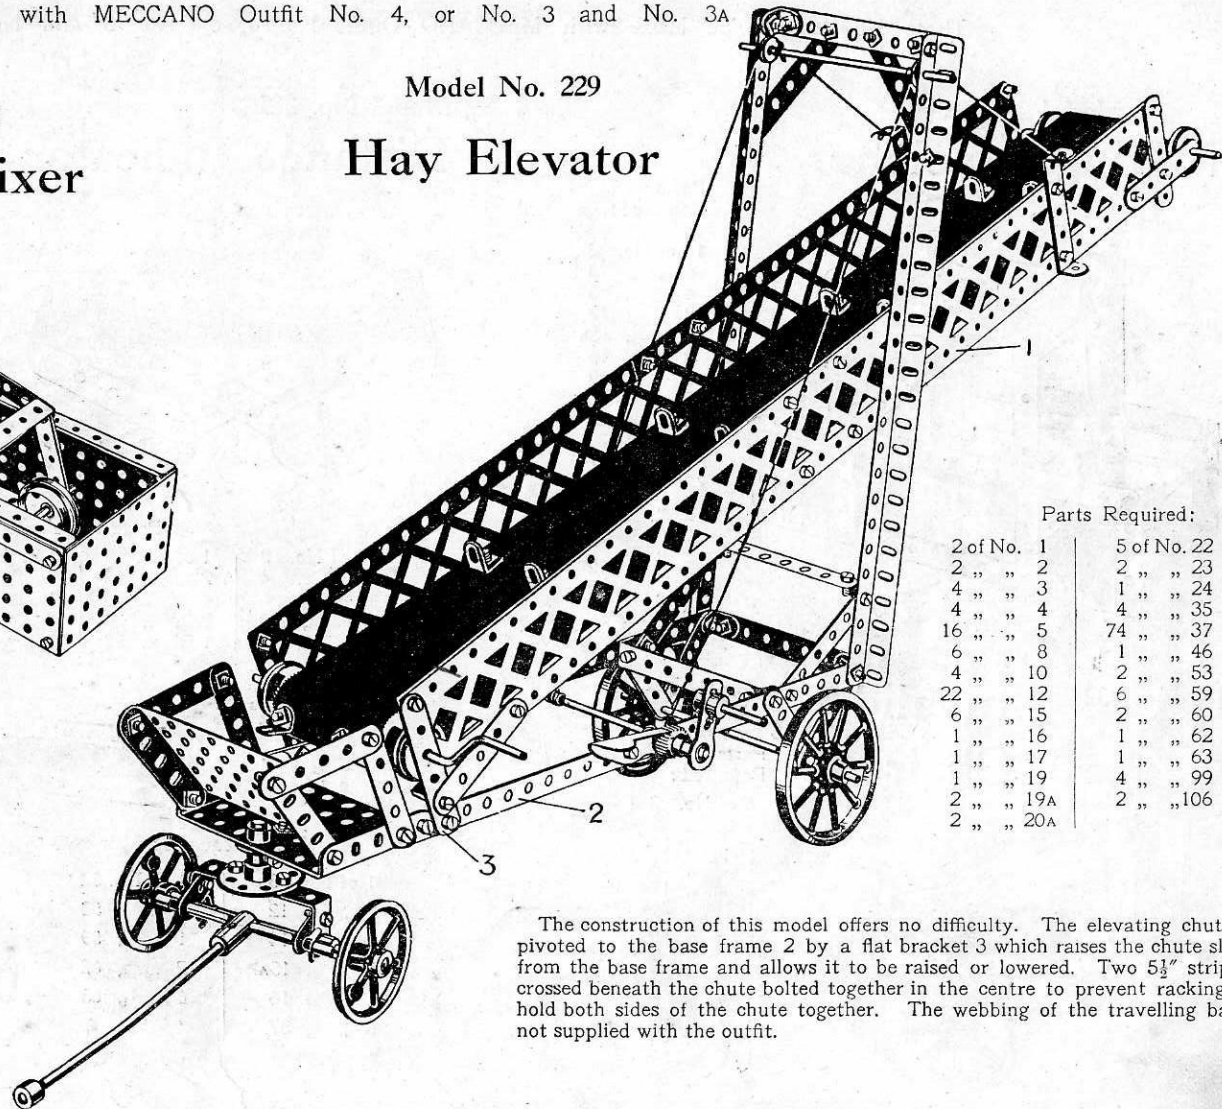 with MECCANO Outfit No. 4, or No. 3 and No. 3A
Model No. 229
Hay Elevator
ixer
1
2
3
Parts Required:
2 of No. 1 5 of No. 22
2 „ „ 2 2 „ „ 23
4 „ „ 3 1 „ „ 24
4 „ „ 4 4 „ „ 35
16 „ „ 5 74 „ „ 37
6 „ „ 8 1 „ „ 46
4 „ „ 10 2 „ „ 53
22 „ „ 12 6 „ „ 59
6 „ „ 15 2 „ „ 60
1 „ „ 16 1 „ „ 62
1 „ „ 17 1 „ „ 63
1 „ „ 19 4 „ „ 99
2 „ „ 19A 2 „ „ 106
2 „ „ 20A
The construction of this model offers no difficulty. The elevating chut
pivoted to the base frame 2 by a flat bracket 3 which raises the chute sl
from the base frame and allows it to be raised or lowered. Two 5½″ strip
crossed beneath the chute bolted together in the centre to prevent racking
hold both sides of the chute together. The webbing of the travelling ba
not supplied with the outfit.